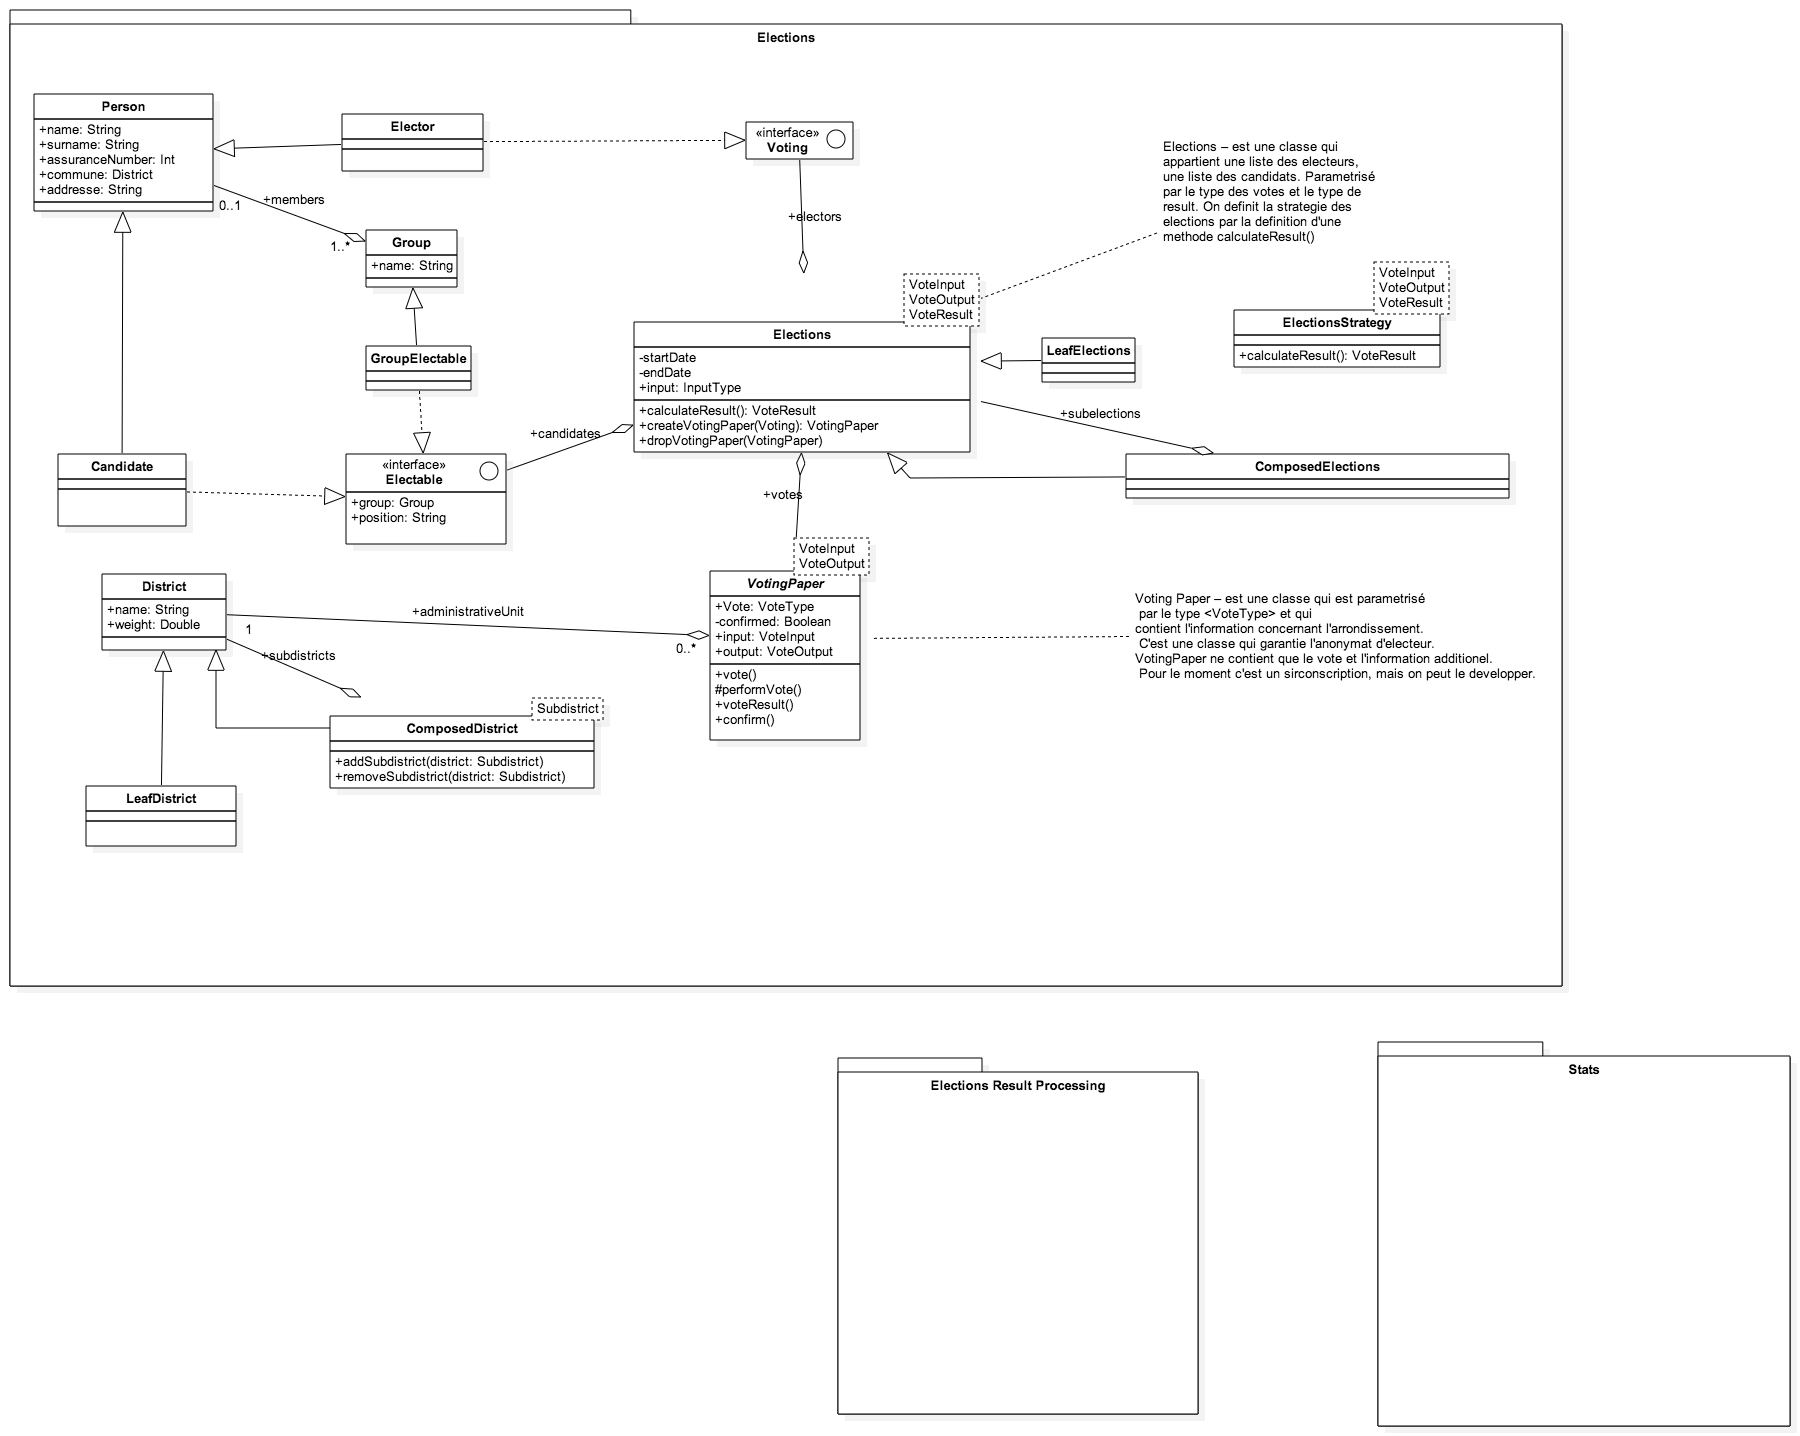 Elections
Person
+name: String
+surname: String
+assuranceNumber: Int
+commune: District
+addresse: String
Elector
«interface»
Voting
+members
0..1
1..*
Group
+name: String
+electors
Elections – est une classe qui
appartient une liste des electeurs,
une liste des candidats. Parametrisé
par le type des votes et le type de
result. On definit la strategie des
elections par la definition d'une
methode calculateResult()
VoteInput
VoteOutput
VoteResult
Elections
-startDate
-endDate
+input: InputType
+calculateResult(): VoteResult
+createVotingPaper(Voting): VotingPaper
+dropVotingPaper(VotingPaper)
VoteInput
VoteOutput
VoteResult
ElectionsStrategy
+calculateResult(): VoteResult
LeafElections
GroupElectable
+subelections
+candidates
ComposedElections
Candidate
«interface»
Electable
+group: Group
+position: String
+votes
VoteInput
VoteOutput
VotingPaper
+Vote: VoteType
-confirmed: Boolean
+input: VoteInput
+output: VoteOutput
+vote()
#performVote()
+voteResult()
+confirm()
District
+name: String
+weight: Double
+administrativeUnit
1
0..*
+subdistricts
Voting Paper – est une classe qui est parametrisé
par le type <VoteType> et qui
contient l'information concernant l'arrondissement.
C'est une classe qui garantie l'anonymat d'electeur.
VotingPaper ne contient que le vote et l'information additionel.
Pour le moment c'est un sirconscription, mais on peut le developper.
Subdistrict
ComposedDistrict
+addSubdistrict(district: Subdistrict)
+removeSubdistrict(district: Subdistrict)
LeafDistrict
Elections Result Processing
Stats